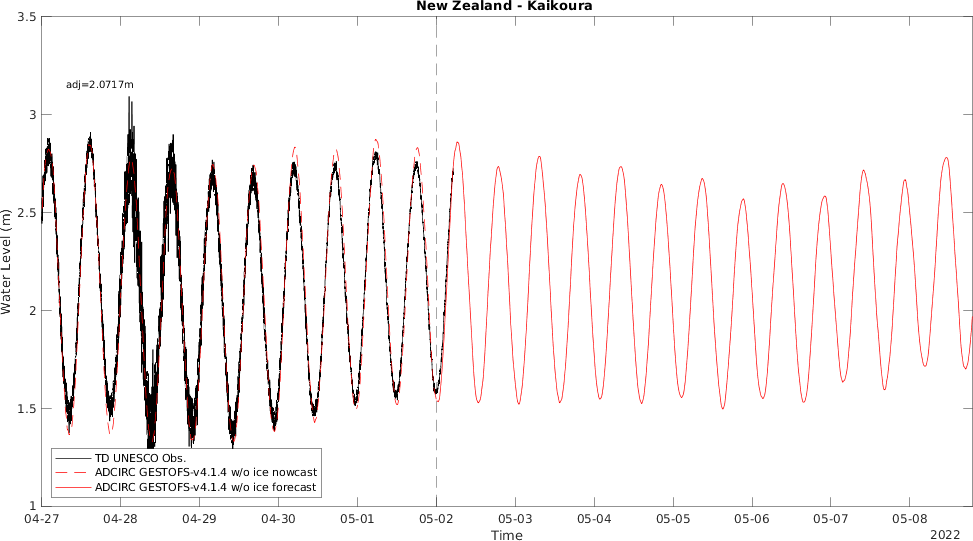 New Zealand - Kaikoura
3.5
adj=2.0717m
3
2.5
Water Level (m)
2
1.5
TD UNESCO Obs.
ADCIRC GESTOFS-v4.1.4 w/o ice nowcast
ADCIRC GESTOFS-v4.1.4 w/o ice forecast
1
04-27 04-28 04-29 04-30 05-01 05-02 05-03 05-04 05-05 05-06 05-07 05-08
Time
2022